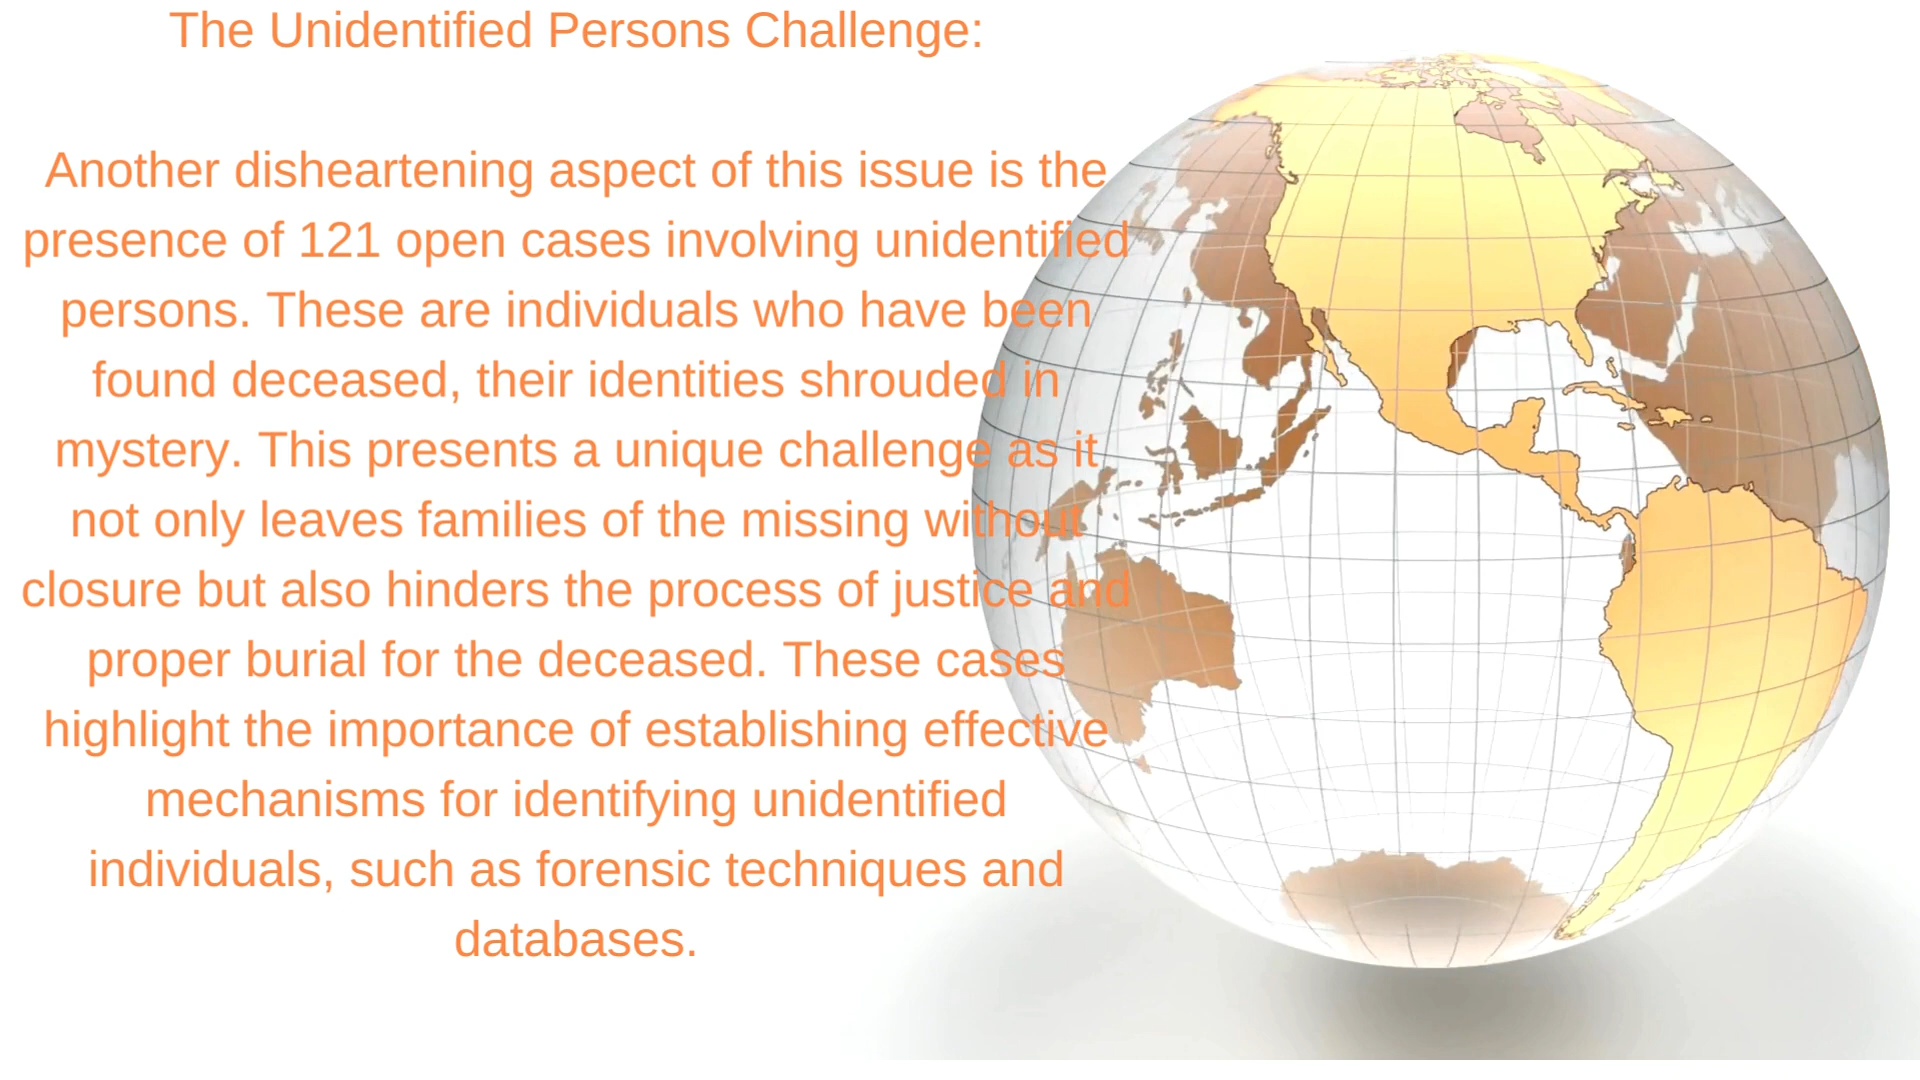 The Unidentified Persons Challenge:
Another disheartening aspect of this issue is the
presence of 121 open cases involving unidentified
persons. These are individuals who have been
found deceased, their identities shrouded in
mystery. This presents a unique challenge as it
not only leaves families of the missing without
closure but also hinders the process of justice and
proper burial for the deceased. These cases
highlight the importance of establishing effective
mechanisms for identifying unidentified
individuals, such as forensic techniques and
databases.